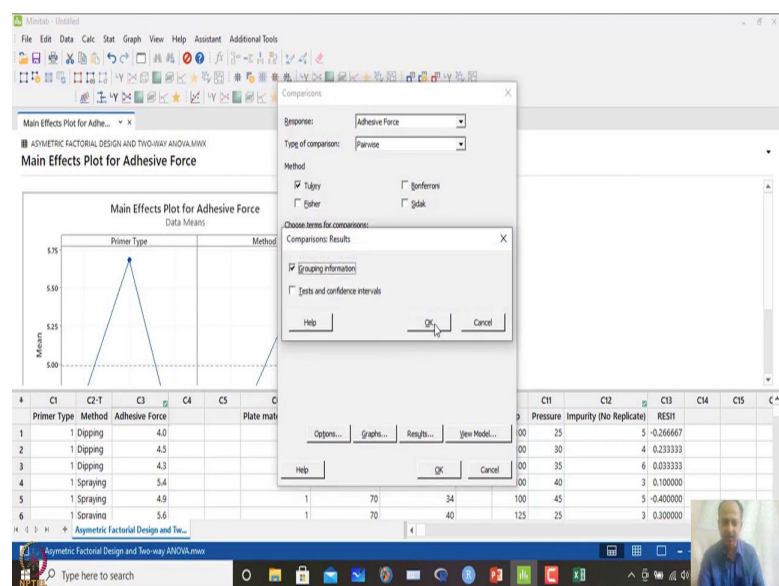 Minitab - Untitled
File Edit Data Calc Stat Graph View Help Assistant Additional Tools
Main Effects Plot for Adhe...
ASYMETRIC FACTORIAL DESIGN AND TWO-WAY ANOVA.MWX
Main Effects Plot for Adhesive Force
Main Effects Plot for Adhesive Force
Data Means
Primer Type Method
5.75
5.50
5.25
5.00
Mean
Comparisons
Response: Adhesive Force
Type of comparison: Pairwise
Method
Tukey Bonferroni
Fisher Sidak
Choose terms for comparisons:
Comparisons: Results
Grouping information
Tests and confidence intervals
Help OK Cancel
Options... Graphs... Results... View Model...
Help OK Cancel
C1 C2-T C3 C4 C5 C11 C12 C13 C14 C15
Primer Type Method Adhesive Force Plate mat Pressure Impurity (No Replicate) RESI1
1 1 Dipping 4.0 00 25 5 -0.266667
2 1 Dipping 4.5 00 30 4 0.233333
3 1 Dipping 4.3 00 35 6 0.033333
4 1 Spraying 5.4 00 40 3 0.100000
5 1 Spraying 4.9 1 70 34 100 45 5 -0.400000
6 1 Spraying 5.6 1 70 40 125 25 3 0.300000
Asymetric Factorial Design and Tw...
Asymetric Factorial Design and Two-way ANOVA.mwx
Type here to search
NPTEL